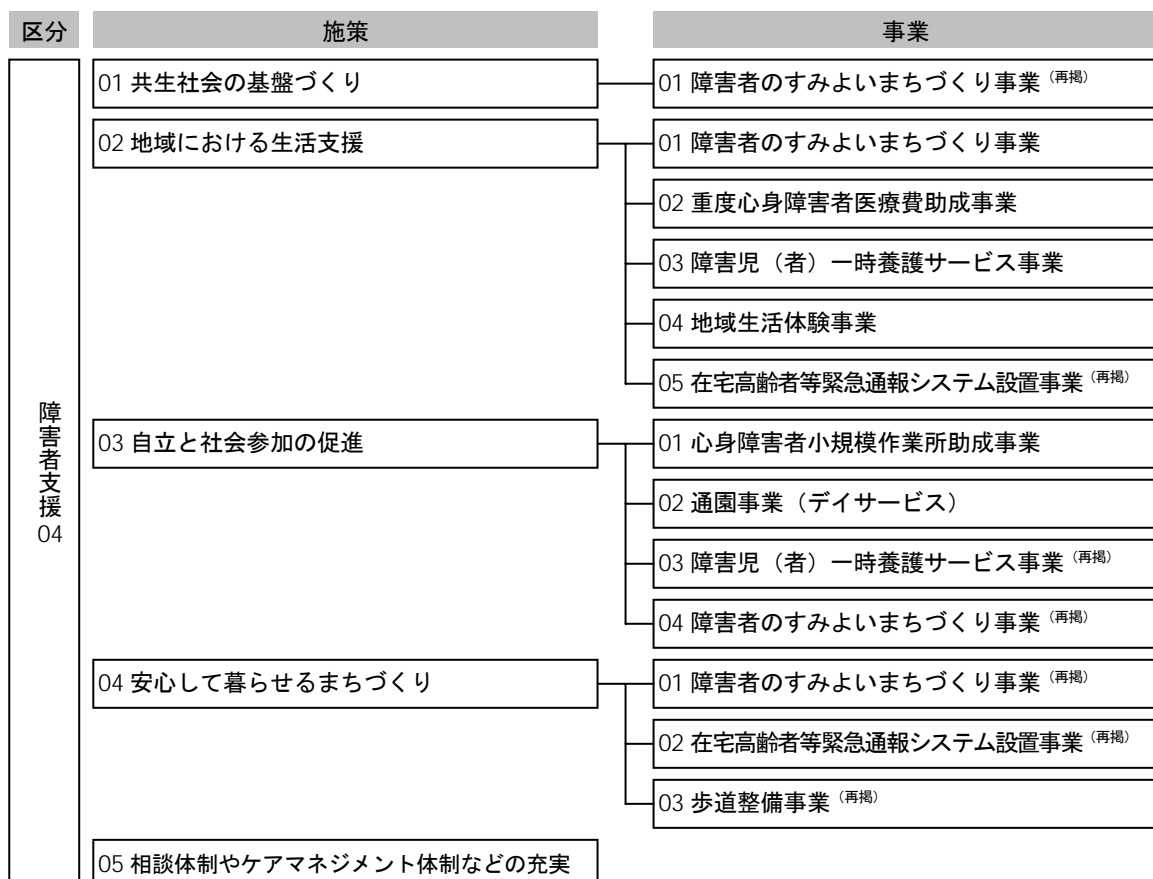 区分 施策 事業
障害者支援 04
01 共生社会の基盤づくり
01 障害者のすみよいまちづくり事業（再掲）
02 地域における生活支援
01 障害者のすみよいまちづくり事業
02 重度心身障害者医療費助成事業
03 障害児（者）一時養護サービス事業
04 地域生活体験事業
05 在宅高齢者等緊急通報システム設置事業（再掲）
03 自立と社会参加の促進
01 心身障害者小規模作業所助成事業
02 通園事業（デイサービス）
03 障害児（者）一時養護サービス事業（再掲）
04 障害者のすみよいまちづくり事業（再掲）
04 安心して暮らせるまちづくり
01 障害者のすみよいまちづくり事業（再掲）
02 在宅高齢者等緊急通報システム設置事業（再掲）
03 歩道整備事業（再掲）
05 相談体制やケアマネジメント体制などの充実